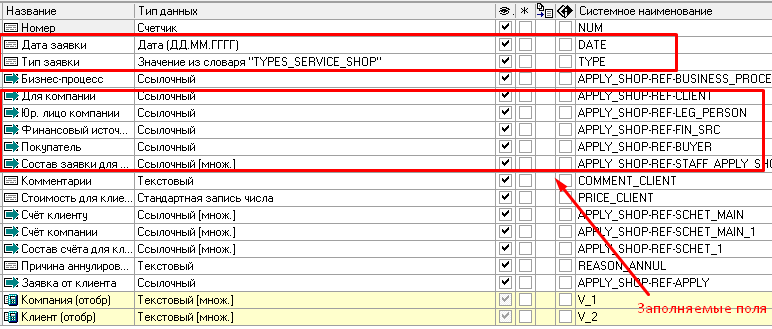 Название Тип данных * Системное наименование
Номер Счетчик NUM
Дата заявки Дата (ДД.ММ.ГГГГ) DATE
Тип заявки Значение из словаря "TYPES_SERVICE_SHOP" TYPE
Бизнес-процесс Ссылочный APPLY_SHOP-REF-BUSINESS_PROCE
Для компании Ссылочный APPLY_SHOP-REF-CLIENT
Юр. лицо компании Ссылочный APPLY_SHOP-REF-LEG_PERSON
Финансовый источ... Ссылочный APPLY_SHOP-REF-FIN_SRC
Покупатель Ссылочный APPLY_SHOP-REF-BUYER
Состав заявки для ... Ссылочный [множ.] APPLY_SHOP-REF-STAFF_APPLY_SHO
Комментарии Текстовый COMMENT_CLIENT
Стоимость для клие... Стандартная запись числа PRICE_CLIENT
Счёт клиенту Ссылочный [множ.] APPLY_SHOP-REF-SCHET_MAIN
Счёт компании Ссылочный [множ.] APPLY_SHOP-REF-SCHET_MAIN_1
Состав счёта для кл... Ссылочный [множ.] APPLY_SHOP-REF-SCHET_1
Причина аннулиров... Текстовый REASON_ANNUL
Заявка от клиента Ссылочный APPLY_SHOP-REF-APPLY
Компания (отобр) Текстовый [множ.] V_1
Заполняемые поля
Клиент (отобр) Текстовый [множ.] V_2